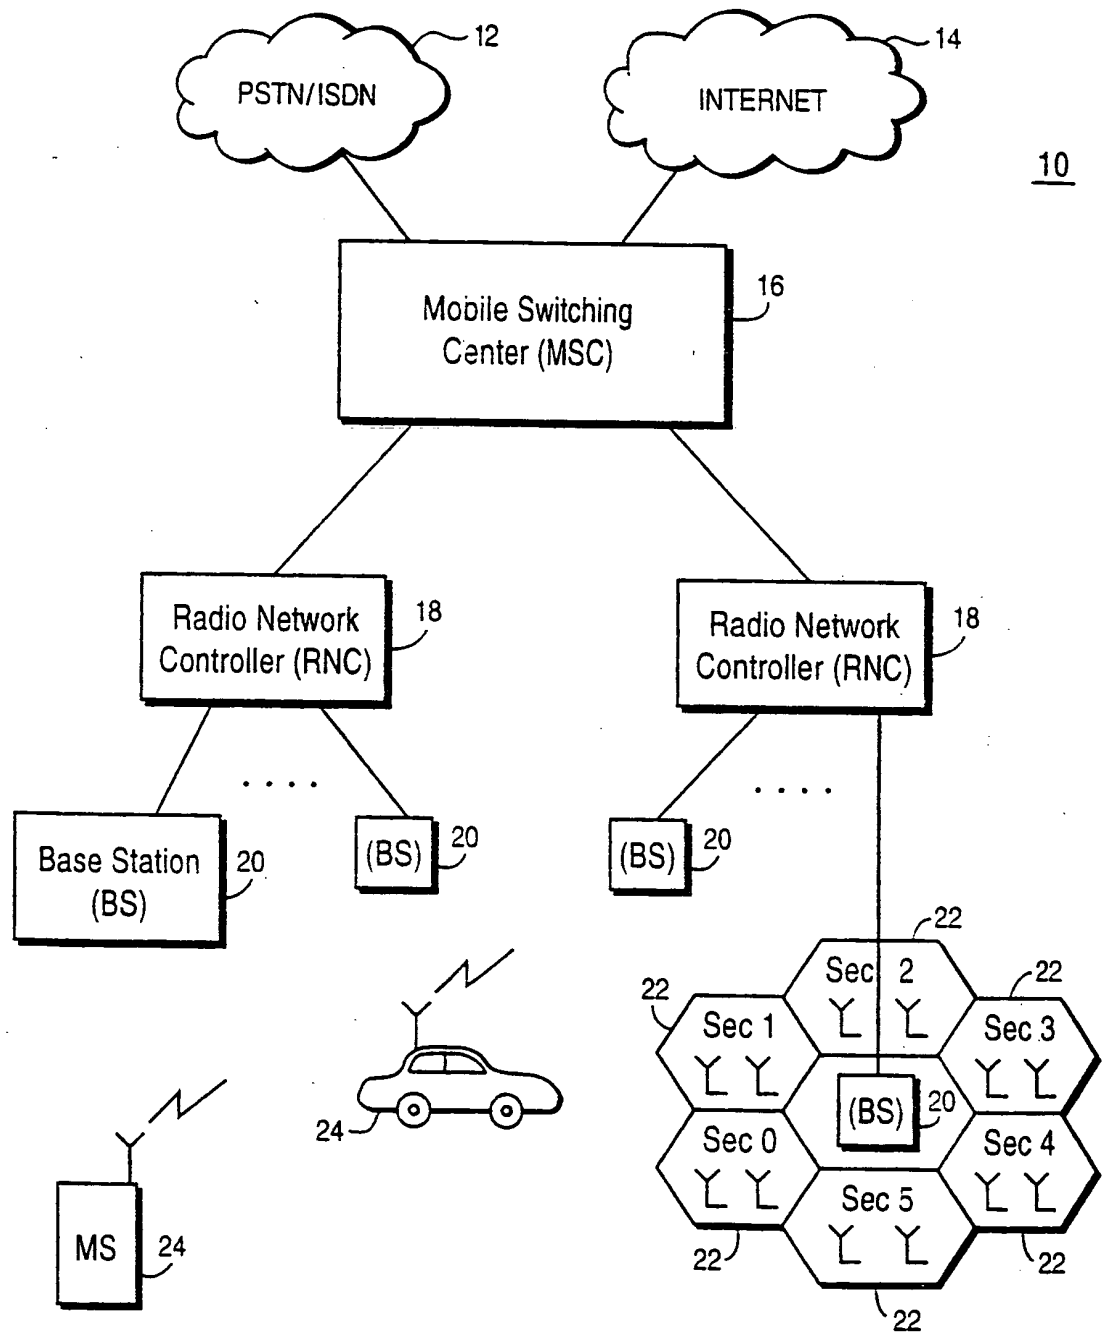 12
14
PSTN/ISDN
INTERNET
10
16
Mobile Switching
Center (MSC)
18
Radio Network
Controller (RNC)
18
Radio Network
Controller (RNC)
Base Station
(BS)
20
(BS)
20
(BS)
20
22
Sec 2
22
22
Sec 1
Sec 3
(BS)
20
Sec 0
Sec 4
Sec 5
22
22
22
24
MS
24